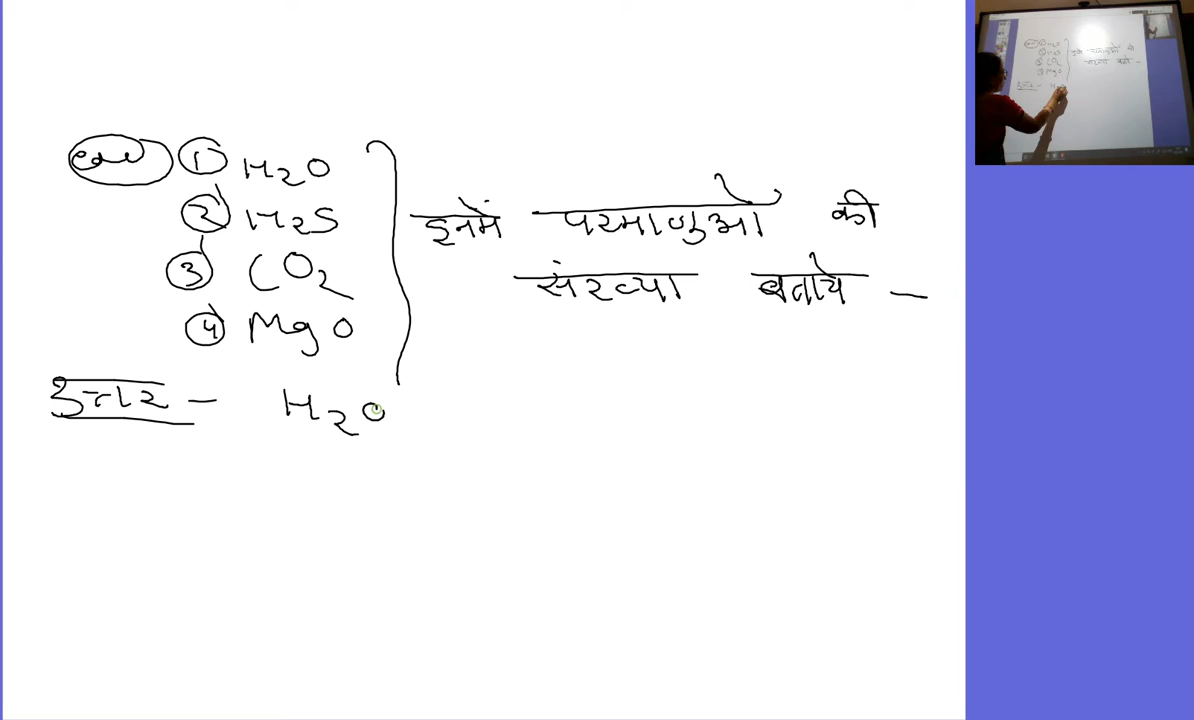 ① H2O
② H2S इनमें परमाणुओं की
③ CO2 संख्या बताये –
④ MgO
उत्तर – H2O